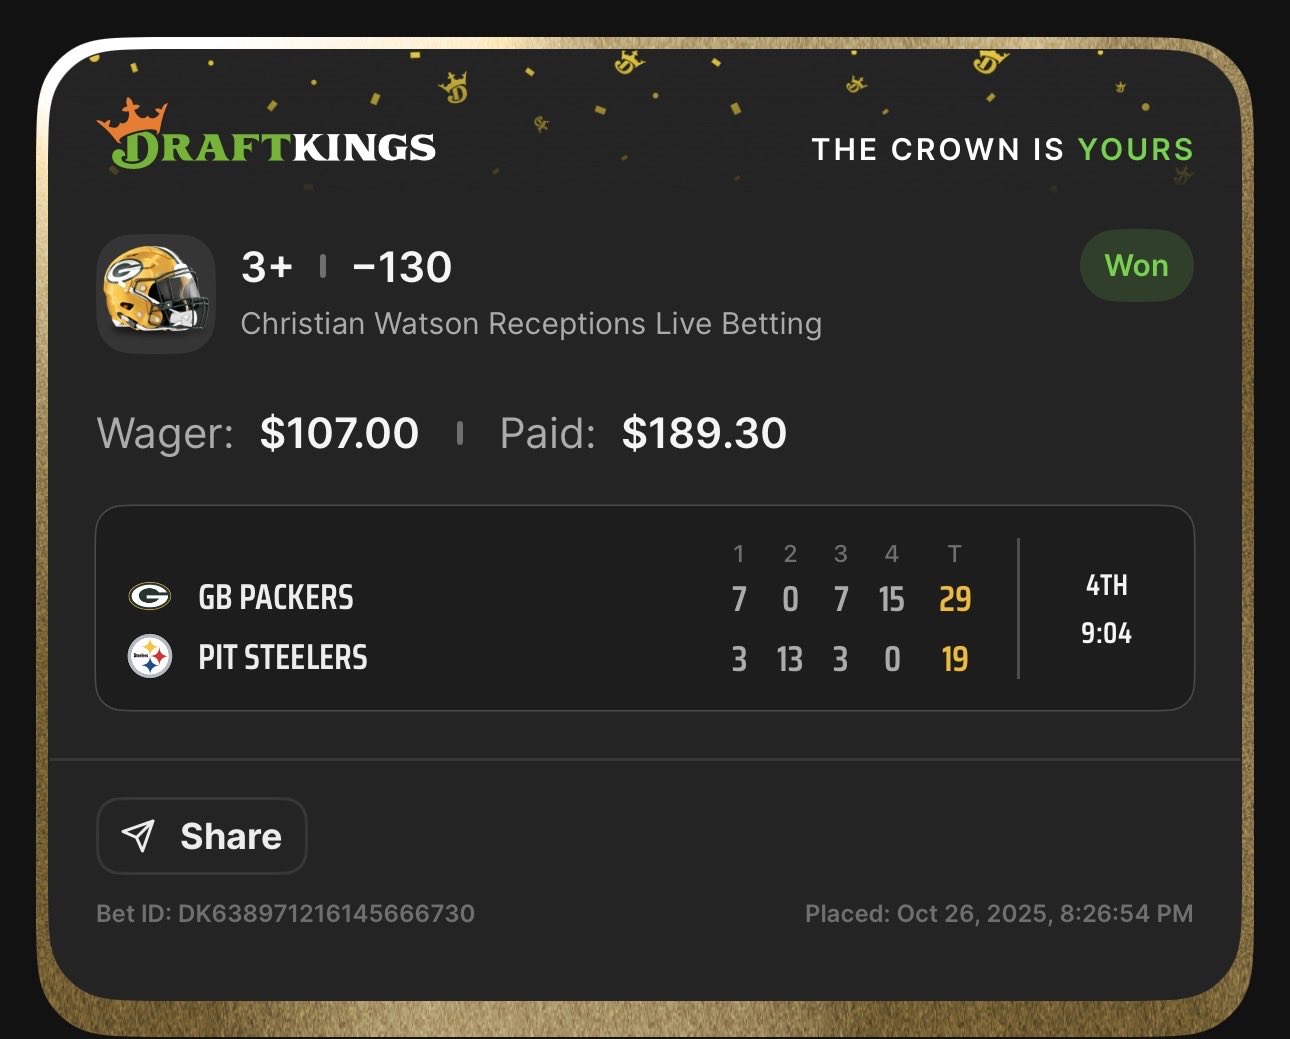 DRAFTKINGS
THE CROWN IS YOURS
3+ | −130
Won
Christian Watson Receptions Live Betting
Wager: $107.00 | Paid: $189.30
1 2 3 4 T
GB PACKERS 7 0 7 15 29
PIT STEELERS 3 13 3 0 19
4TH
9:04
Share
Bet ID: DK638971216145666730
Placed: Oct 26, 2025, 8:26:54 PM